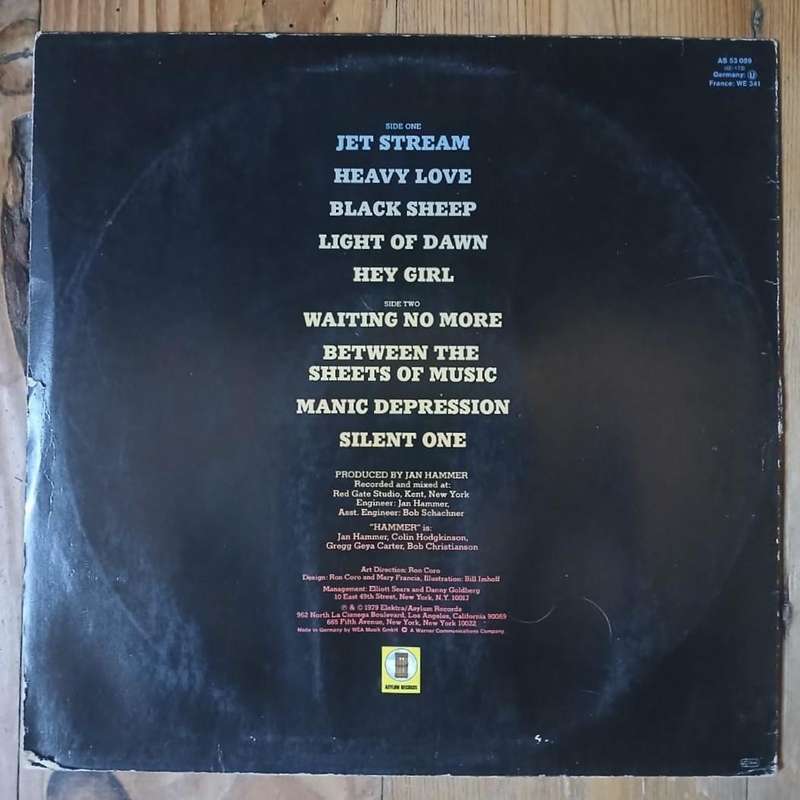 AS 53 089
Germany: U
France: WE 341
SIDE ONE
JET STREAM
HEAVY LOVE
BLACK SHEEP
LIGHT OF DAWN
HEY GIRL
SIDE TWO
WAITING NO MORE
BETWEEN THE
SHEETS OF MUSIC
MANIC DEPRESSION
SILENT ONE
PRODUCED BY JAN HAMMER
Recorded and mixed at:
Red Gate Studio, Kent, New York
Engineer: Jan Hammer,
Asst. Engineer: Bob Schachner
"HAMMER" is:
Jan Hammer, Colin Hodgkinson,
Gregg Geya Carter, Bob Christianson
Art Direction: Ron Coro
Design: Ron Coro and Mary Francis, Illustration: Bill Imhoff
Management: Elliott Sears and Danny Goldberg
10 East 49th Street, New York, N.Y. 10017
℗ & © 1979 Elektra/Asylum Records
962 North La Cienega Boulevard, Los Angeles, California 90069
665 Fifth Avenue, New York, New York 10022
Made in Germany by WEA Musik GmbH A Warner Communications Company
ASYLUM RECORDS